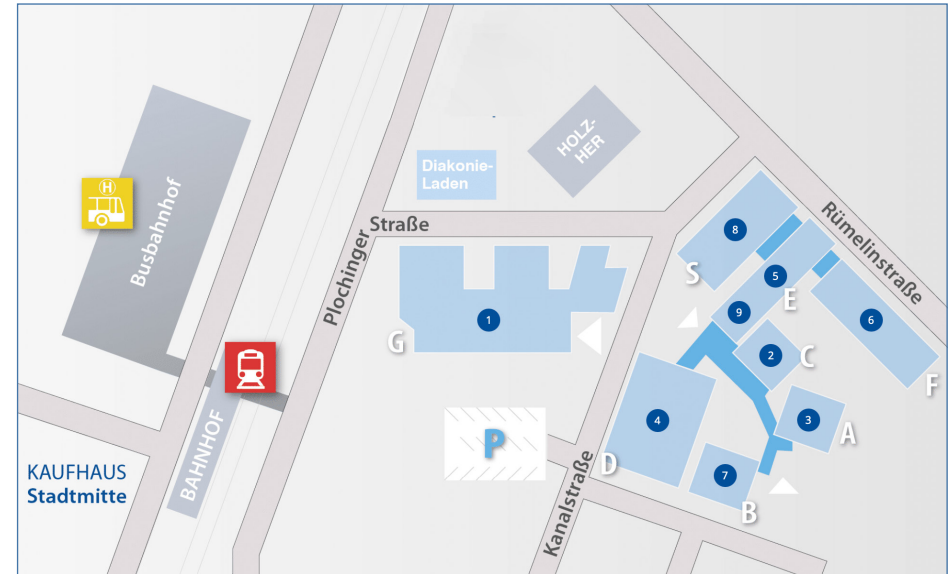 H
Busbahnhof
BAHNHOF
KAUFHAUS
Stadtmitte
Plochinger
Straße
Diakonie-
Laden
HOLZ-
HER
Rümelinstraße
Kanalstraße
P
1
G
8
S
5
E
9
6
F
2
C
3
A
4
D
7
B